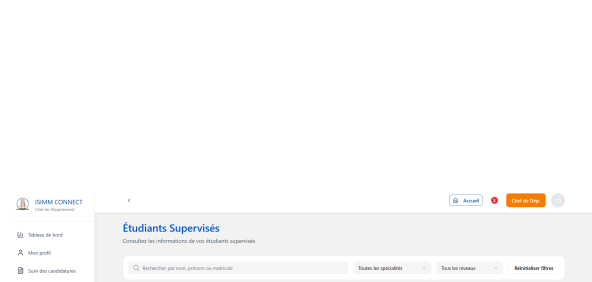 ISIMM CONNECT
Chef de Département
Accueil
2
Chef de Dép.
Tableau de bord
Mon profil
Suivi des candidatures
Étudiants Supervisés
Consultez les informations de vos étudiants supervisés
Rechercher par nom, prénom ou matricule
Toutes les spécialités
Tous les niveaux
Réinitialiser filtres